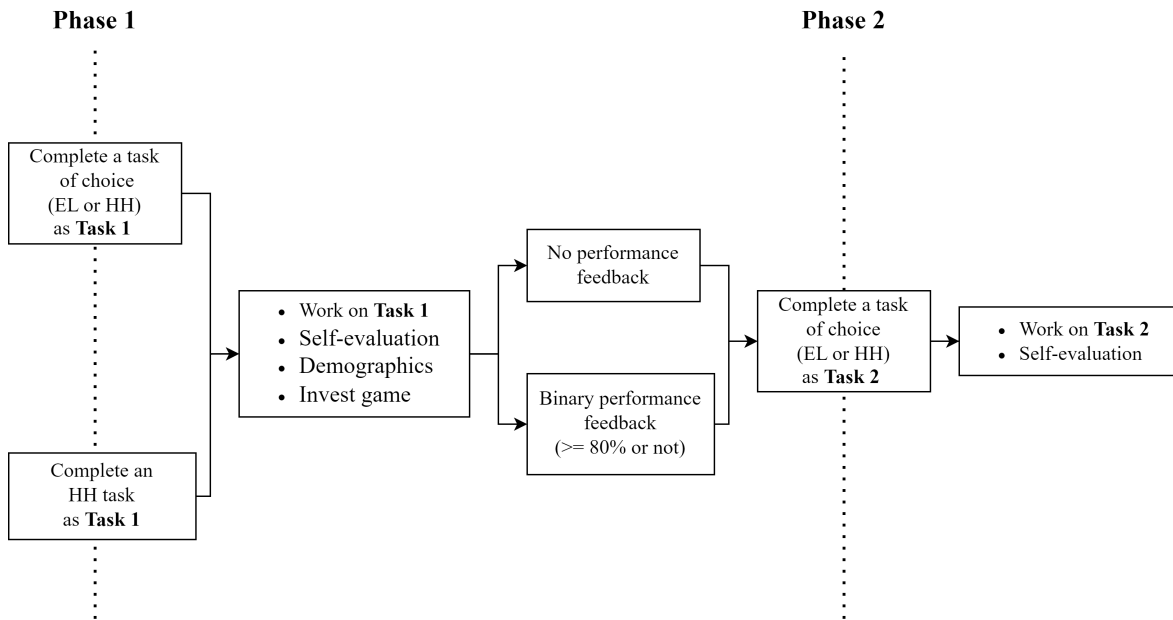 Phase 1
Phase 2
Complete a task
of choice
(EL or HH)
as Task 1
Complete an
HH task
as Task 1
• Work on Task 1
• Self-evaluation
• Demographics
• Invest game
No performance
feedback
Binary performance
feedback
(>= 80% or not)
Complete a task
of choice
(EL or HH)
as Task 2
• Work on Task 2
• Self-evaluation